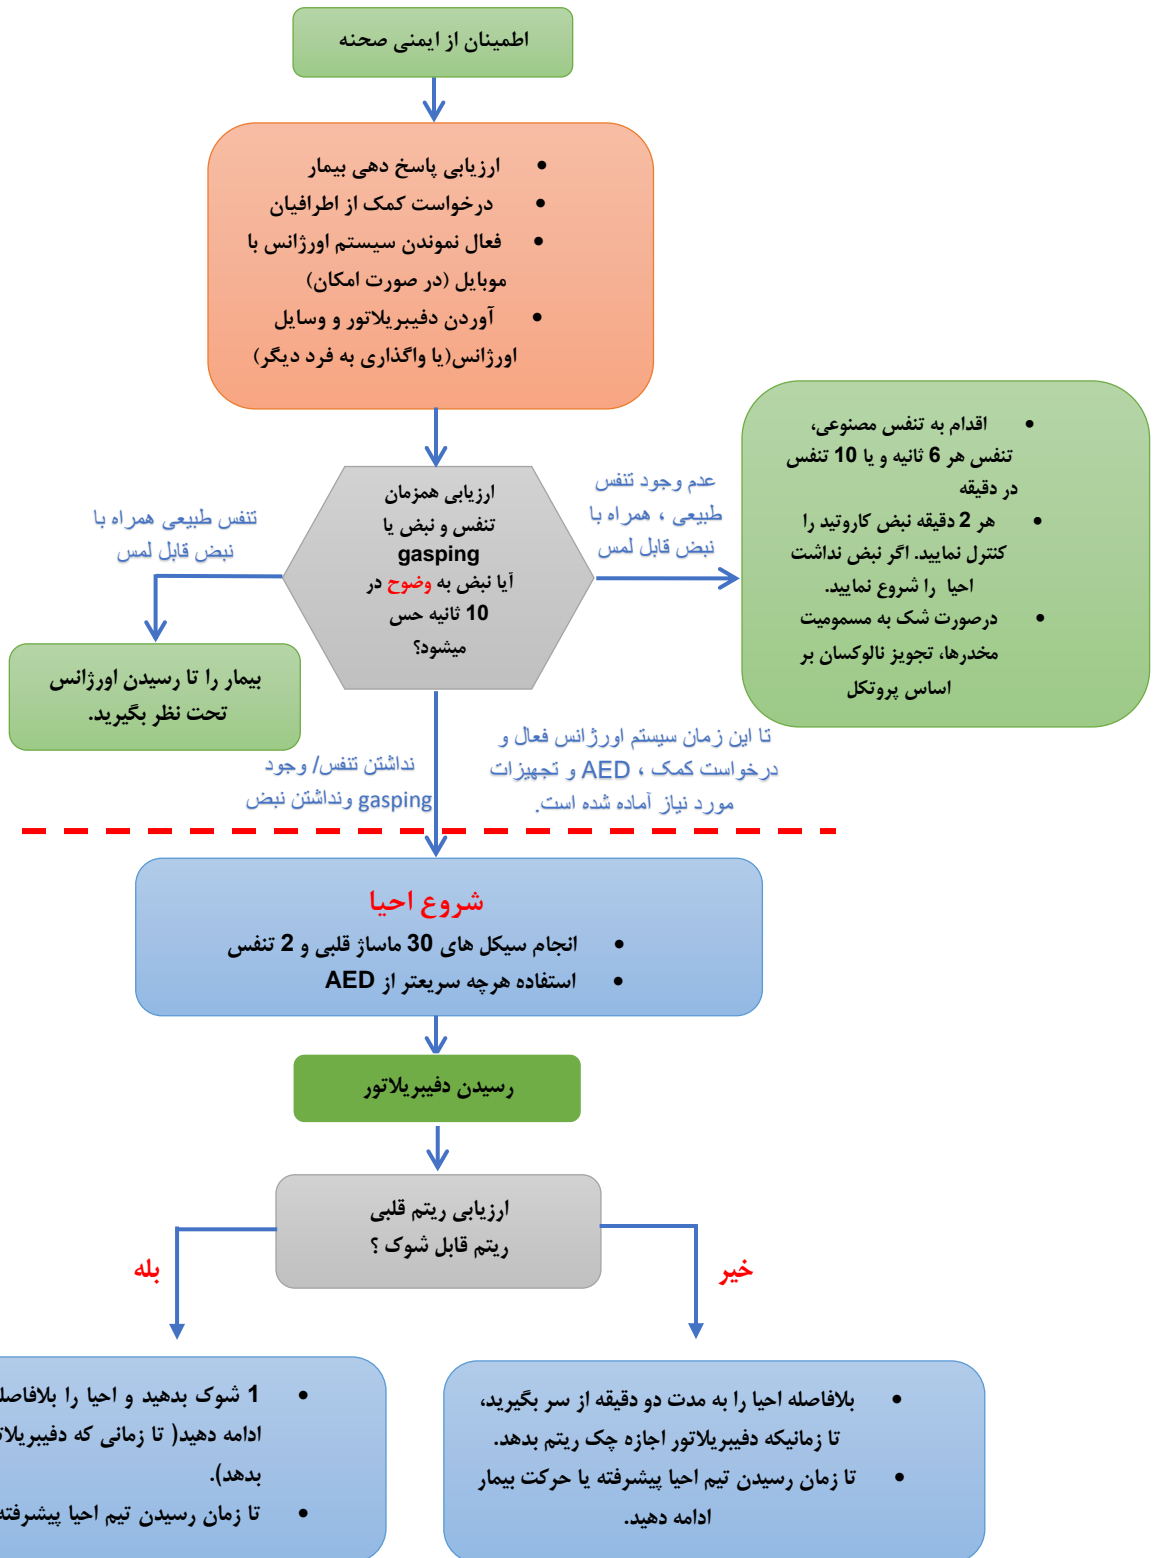 اطمینان از ایمنی صحنه
• ارزیابی پاسخ دهی بیمار
• درخواست کمک از اطرافیان
• فعال نموندن سیستم اورژانس با
موبایل (در صورت امکان)
• آوردن دفیبریلاتور و وسایل
اورژانس(یا واگذاری به فرد دیگر)
ارزیابی همزمان
تنفس و نبض یا
gasping
آیا نبض به وضوح در
10 ثانیه حس
میشود؟
عدم وجود تنفس
طبیعی ، همراه با
نبض قابل لمس
• اقدام به تنفس مصنوعی،
تنفس هر 6 ثانیه و یا 10 تنفس
در دقیقه
• هر 2 دقیقه نبض کاروتید را
کنترل نمایید. اگر نبض نداشت
احیا را شروع نمایید.
• درصورت شک به مسمومیت
مخدرها، تجویز نالوکسان بر
اساس پروتکل
تنفس طبیعی همراه با
نبض قابل لمس
بیمار را تا رسیدن اورژانس
تحت نظر بگیرید.
تا این زمان سیستم اورژانس فعال و
درخواست کمک ، AED و تجهیزات
مورد نیاز آماده شده است.
نداشتن تنفس/ وجود
gasping ونداشتن نبض
شروع احیا
• انجام سیکل های 30 ماساژ قلبی و 2 تنفس
• استفاده هرچه سریعتر از AED
رسیدن دفیبریلاتور
ارزیابی ریتم قلبی
ریتم قابل شوک ؟
خیر
بله
• بلافاصله احیا را به مدت دو دقیقه از سر بگیرید،
تا زمانیکه دفیبریلاتور اجازه چک ریتم بدهد.
• تا زمان رسیدن تیم احیا پیشرفته یا حرکت بیمار
ادامه دهید.
• 1 شوک بدهید و احیا را
ادامه دهید( تا زمانی که
بدهد).
• تا زمان رسیدن تیم احیا پیشرفته